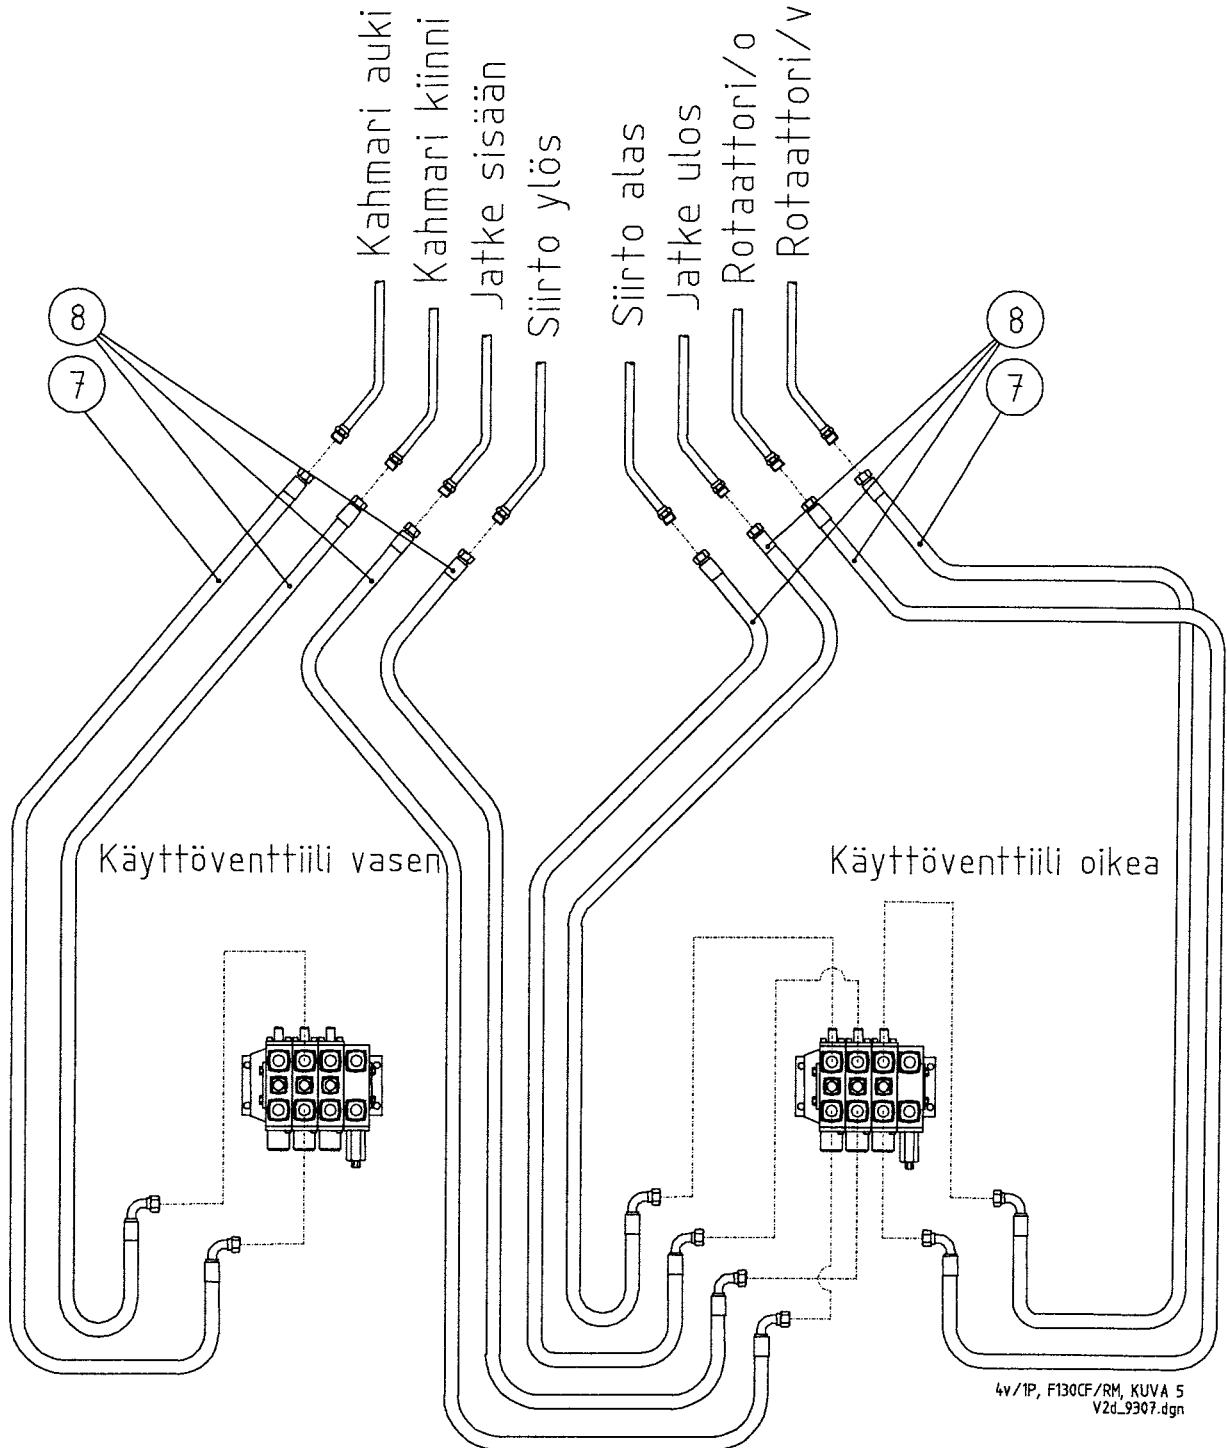 Kahmari auki
Kahmari kiinni
Jatke sisään
Siirto ylös
Siirto alas
Jatke ulos
Rotaattori/o
Rotaattori/v
8
7
8
7
Käyttöventtiili vasen
Käyttöventtiili oikea
4v/1P, F130CF/RM, KUVA 5
V2d_9307.dgn